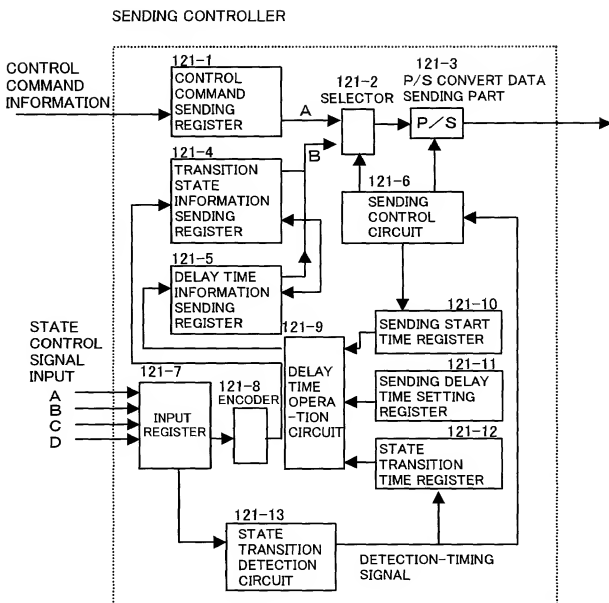 SENDING CONTROLLER
CONTROL
COMMAND
INFORMATION
121-1
CONTROL
COMMAND
SENDING
REGISTER
A
121-2
SELECTOR
B
121-3
P/S CONVERT DATA
SENDING PART
P/S
121-4
TRANSITION
STATE
INFORMATION
SENDING
REGISTER
121-6
SENDING
CONTROL
CIRCUIT
121-5
DELAY TIME
INFORMATION
SENDING
REGISTER
121-10
SENDING START
TIME REGISTER
121-9
DELAY
TIME
OPERA
-TION
CIRCUIT
121-11
SENDING DELAY
TIME SETTING
REGISTER
STATE
CONTROL
SIGNAL
INPUT
A
B
C
D
121-7
INPUT
REGISTER
121-8
ENCODER
121-12
STATE
TRANSITION
TIME REGISTER
121-13
STATE
TRANSITION
DETECTION
CIRCUIT
DETECTION-TIMING
SIGNAL